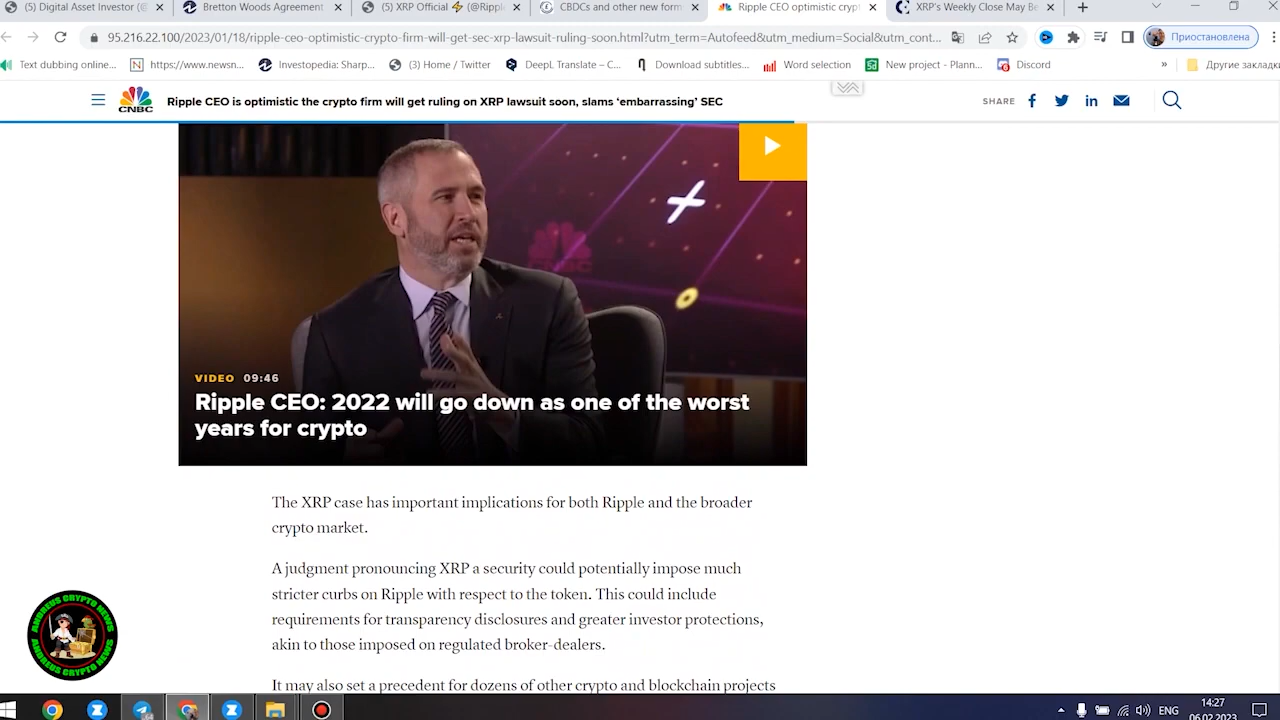 (5) Digital Asset Investor (@
Bretton Woods Agreement
(5) XRP Official ⚡ (@Rippl
CBDCs and other new form
Ripple CEO optimistic crypt
XRP's Weekly Close May Be
95.216.22.100/2023/01/18/ripple-ceo-optimistic-crypto-firm-will-get-sec-xrp-lawsuit-ruling-soon.html?utm_term=Autofeed&utm_medium=Social&utm_cont...
Приостановлена
Text dubbing online...
https://www.newsn...
Investopedia: Sharp...
(3) Home / Twitter
DeepL Translate – C...
Download subtitles...
Word selection
New project - Plann...
Discord
»
Другие закладки
CNBC
Ripple CEO is optimistic the crypto firm will get ruling on XRP lawsuit soon, slams ‘embarrassing’ SEC
SHARE
VIDEO 09:46
Ripple CEO: 2022 will go down as one of the worst
years for crypto
The XRP case has important implications for both Ripple and the broader
crypto market.
A judgment pronouncing XRP a security could potentially impose much
stricter curbs on Ripple with respect to the token. This could include
requirements for transparency disclosures and greater investor protections,
akin to those imposed on regulated broker-dealers.
It may also set a precedent for dozens of other crypto and blockchain projects
ANDREUS CRYPTO NEWS
ANDREUS CRYPTO NEWS
ENG
14:27
06.02.2023